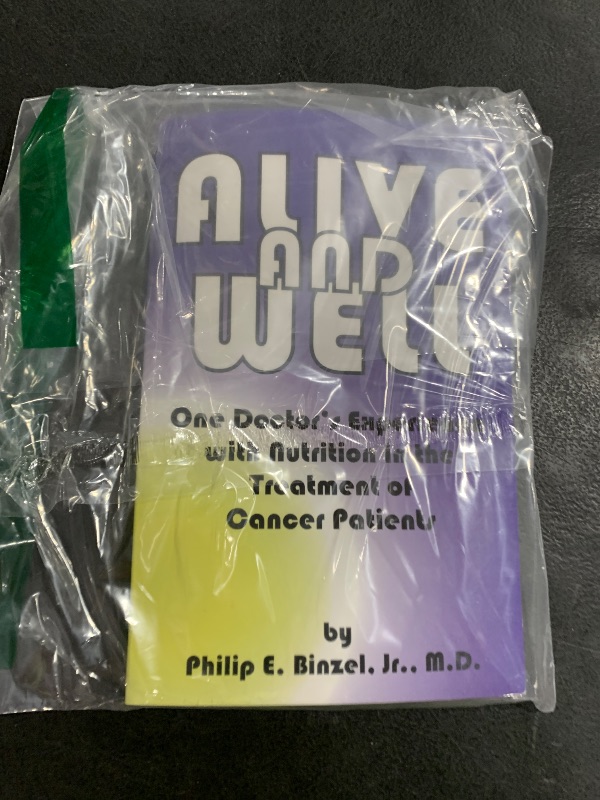 ALIVE
AND
WELL
One Doctor's Experience
with Nutrition in the
Treatment of
Cancer Patients
by
Philip E. Binzel, Jr., M.D.